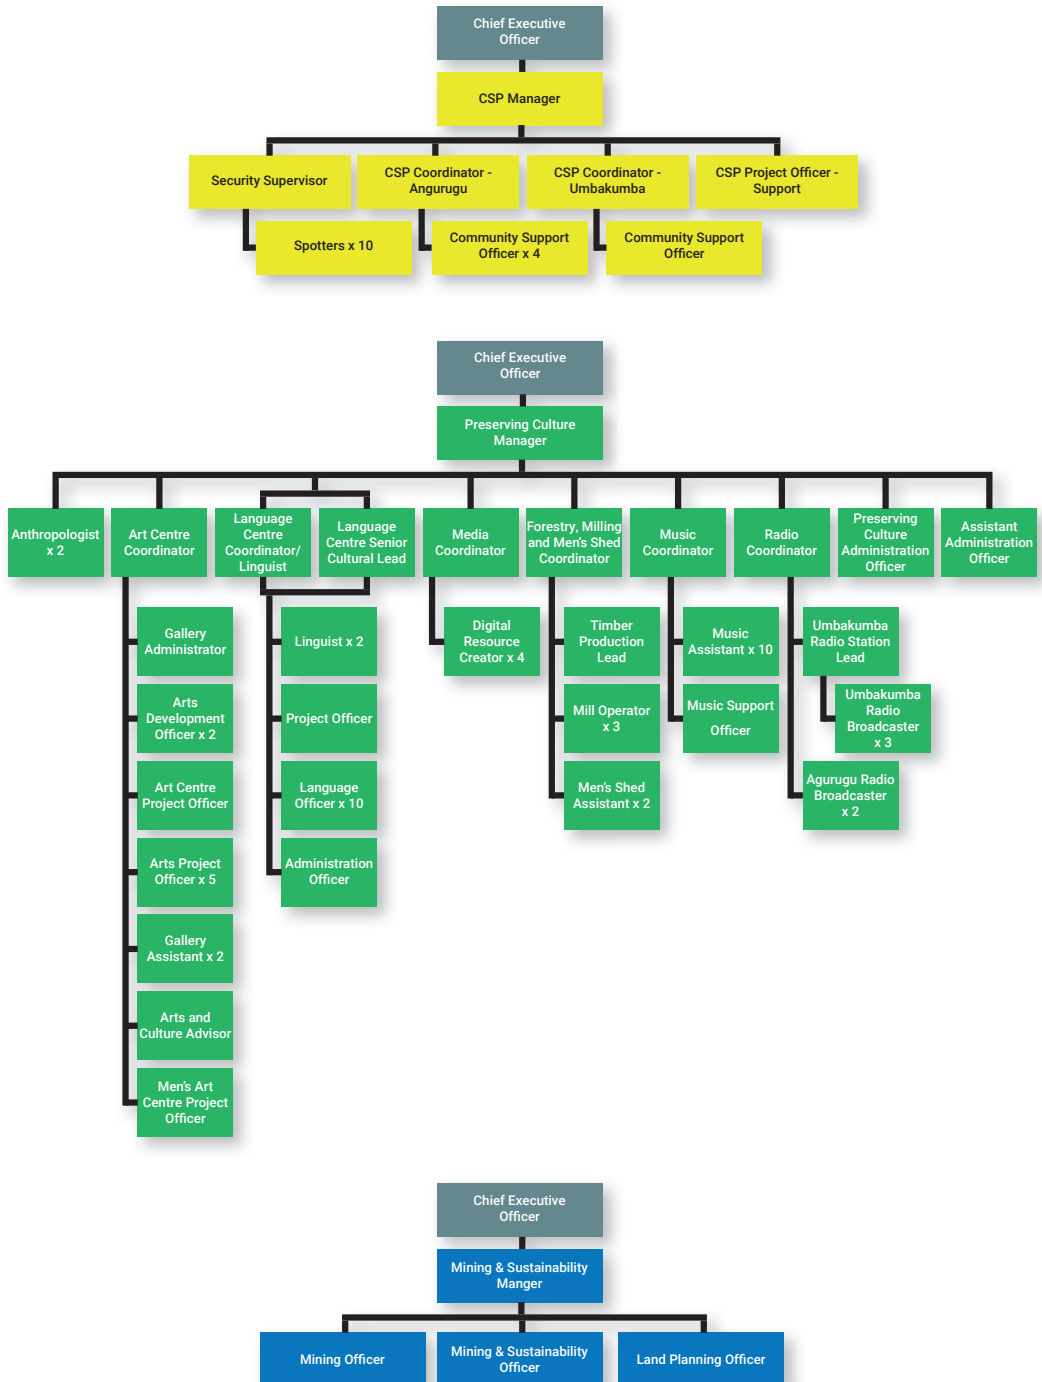 Chief Executive
Officer
CSP Manager
Security Supervisor
CSP Coordinator -
Angurugu
CSP Coordinator -
Umbakumba
CSP Project Officer -
Support
Spotters x 10
Community Support
Officer x 4
Community Support
Officer
Chief Executive
Officer
Preserving Culture
Manager
Anthropologist
x 2
Art Centre
Coordinator
Language
Centre
Coordinator/
Linguist
Language
Centre Senior
Cultural Lead
Media
Coordinator
Forestry, Milling
and Men's Shed
Coordinator
Music
Coordinator
Radio
Coordinator
Preserving
Culture
Administration
Officer
Assistant
Administration
Officer
Gallery
Administrator
Arts
Development
Officer x 2
Art Centre
Project Officer
Arts Project
Officer x 5
Gallery
Assistant x 2
Arts and
Culture Advisor
Men's Art
Centre Project
Officer
Linguist x 2
Project Officer
Language
Officer x 10
Administration
Officer
Digital
Resource
Creator x 4
Timber
Production
Lead
Mill Operator
x 3
Men's Shed
Assistant x 2
Music
Assistant x 10
Music Support
Officer
Umbakumba
Radio Station
Lead
Umbakumba
Radio
Broadcaster
x 3
Agurugu Radio
Broadcaster
x 2
Chief Executive
Officer
Mining & Sustainability
Manger
Mining Officer
Mining & Sustainability
Officer
Land Planning Officer